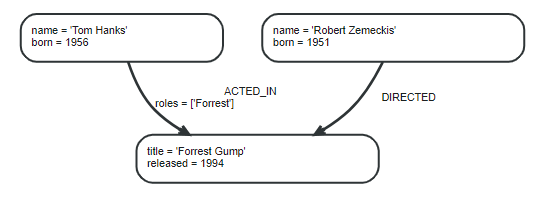 name = 'Tom Hanks'
born = 1956
name = 'Robert Zemeckis'
born = 1951
ACTED_IN
roles = ['Forrest']
DIRECTED
title = 'Forrest Gump'
released = 1994